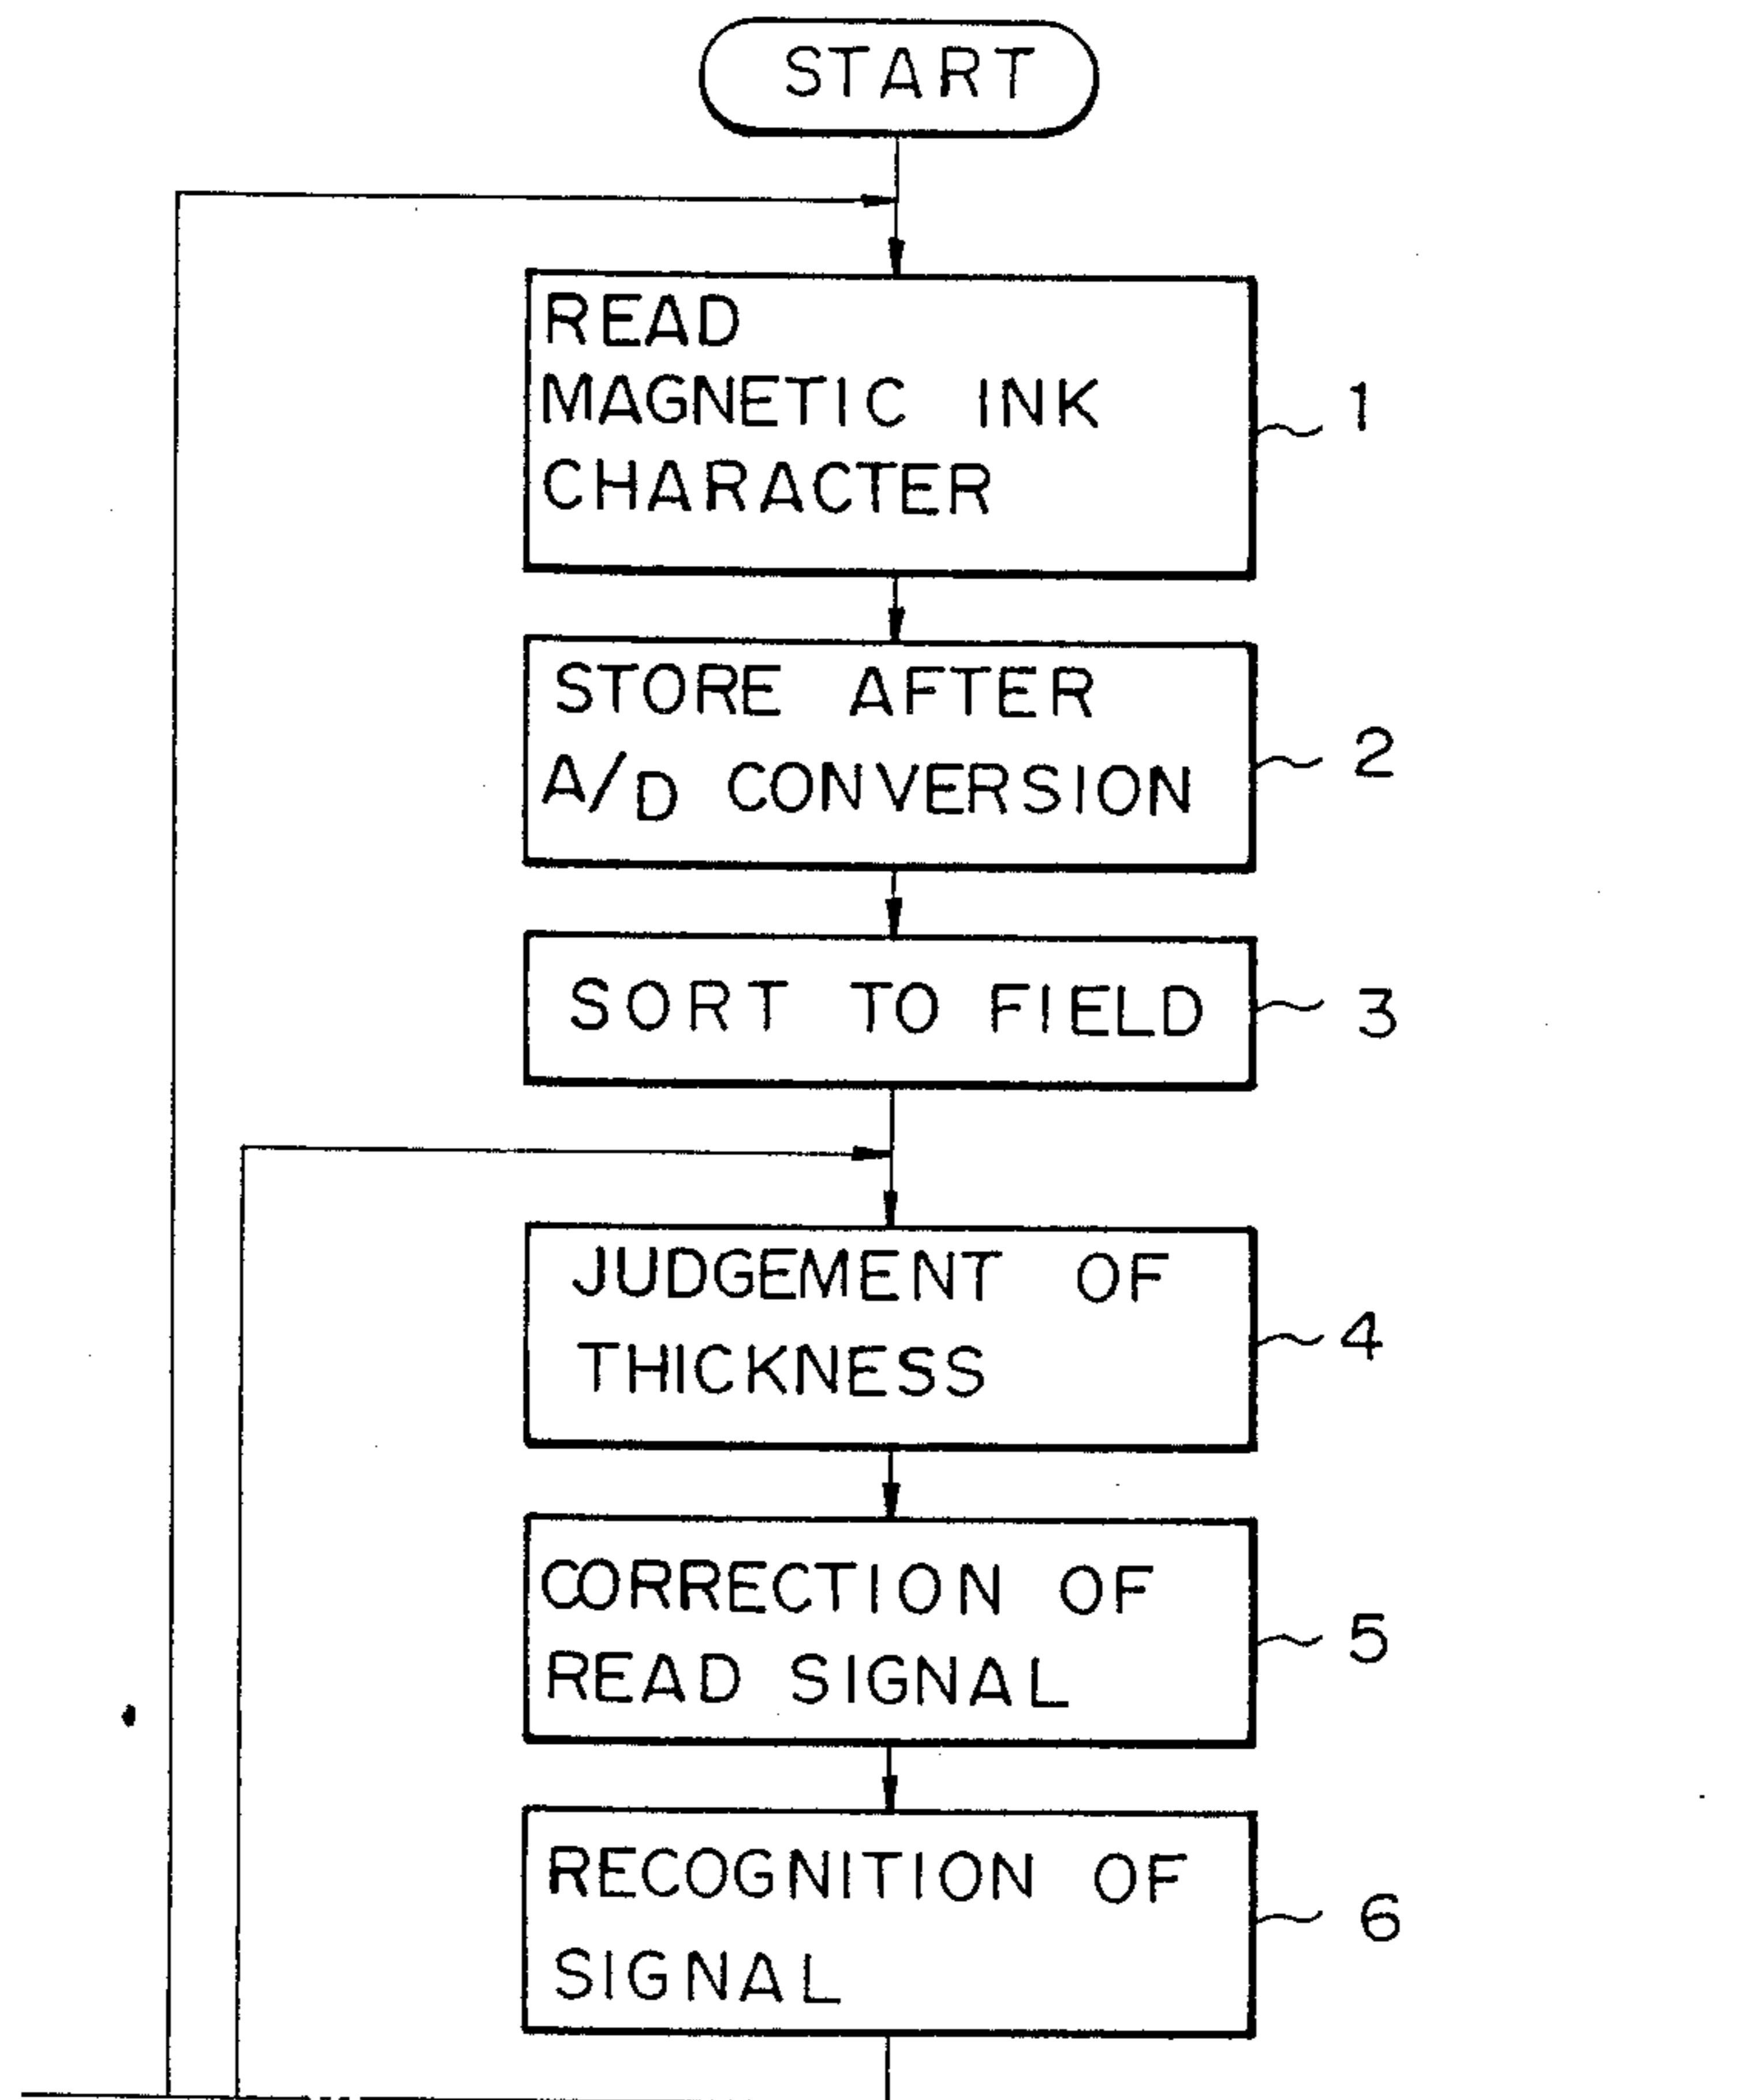 START
READ
MAGNETIC INK
CHARACTER
1
STORE AFTER
A/D CONVERSION
2
SORT TO FIELD
3
JUDGEMENT OF
THICKNESS
4
CORRECTION OF
READ SIGNAL
5
RECOGNITION OF
SIGNAL
6